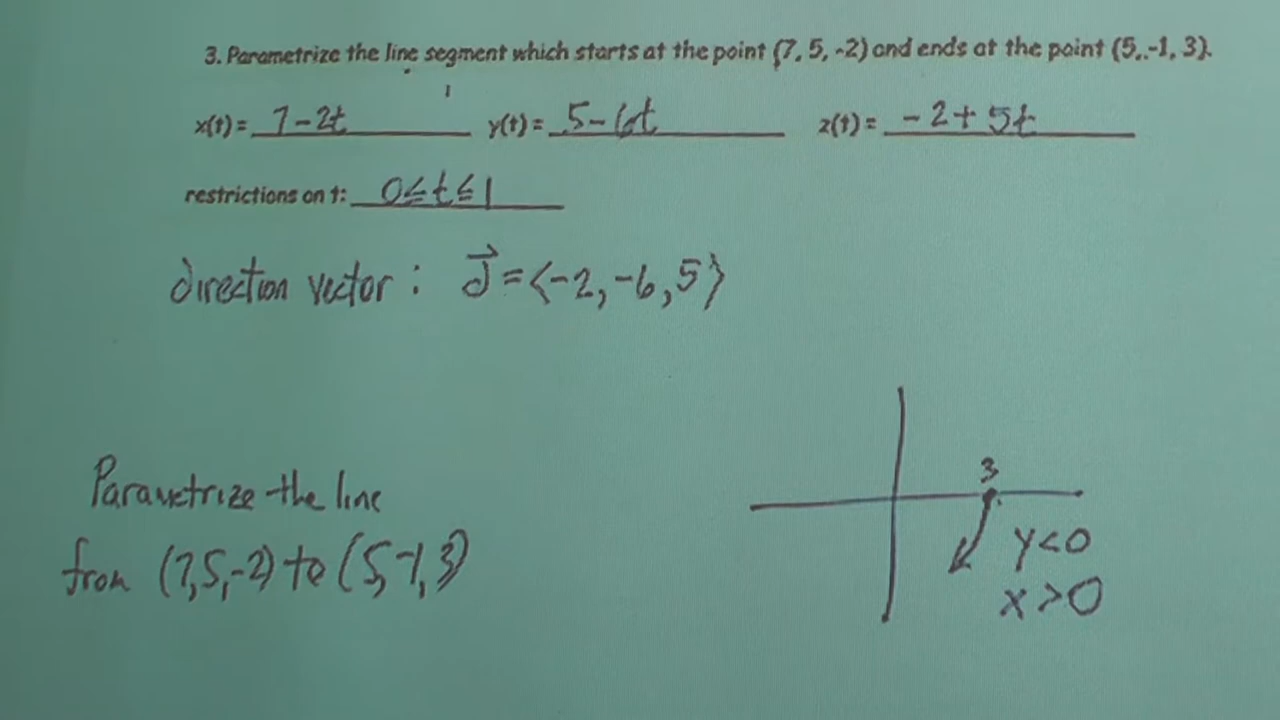 3. Parametrize the line segment which starts at the point (7, 5, -2) and ends at the point (5,.-1, 3).
x(t) = 7-2t y(t) = 5-6t z(t) = -2+5t
restrictions on t: 0≤t≤1
direction vector: d⃗ = ⟨-2, -6, 5⟩
Parametrize the line
from (7,5,-2) to (5,-1,3)
3
y<0
x>0